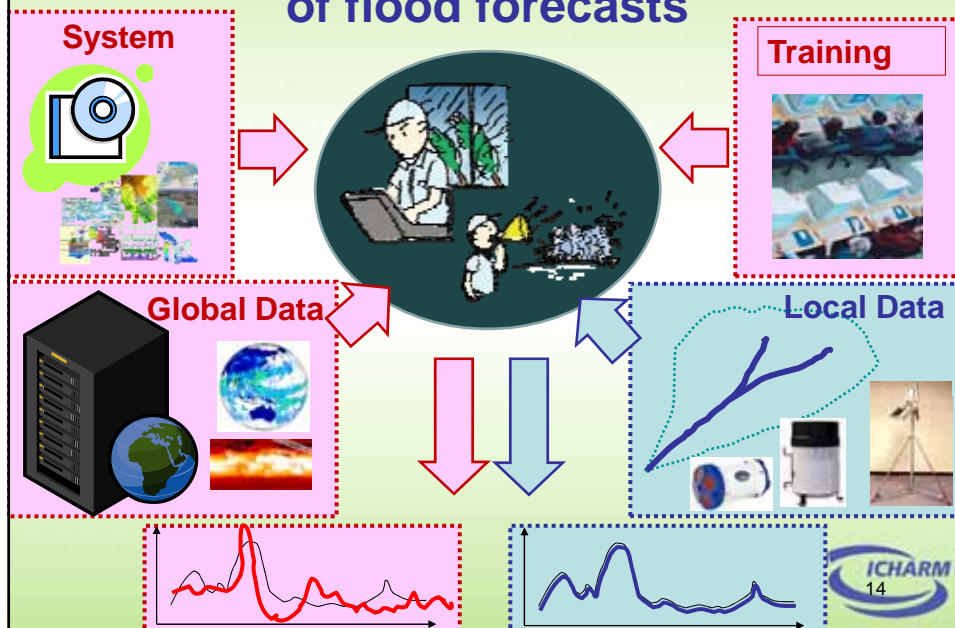 of flood forecasts
System
Training
Global Data
Local Data
ICHARM
14